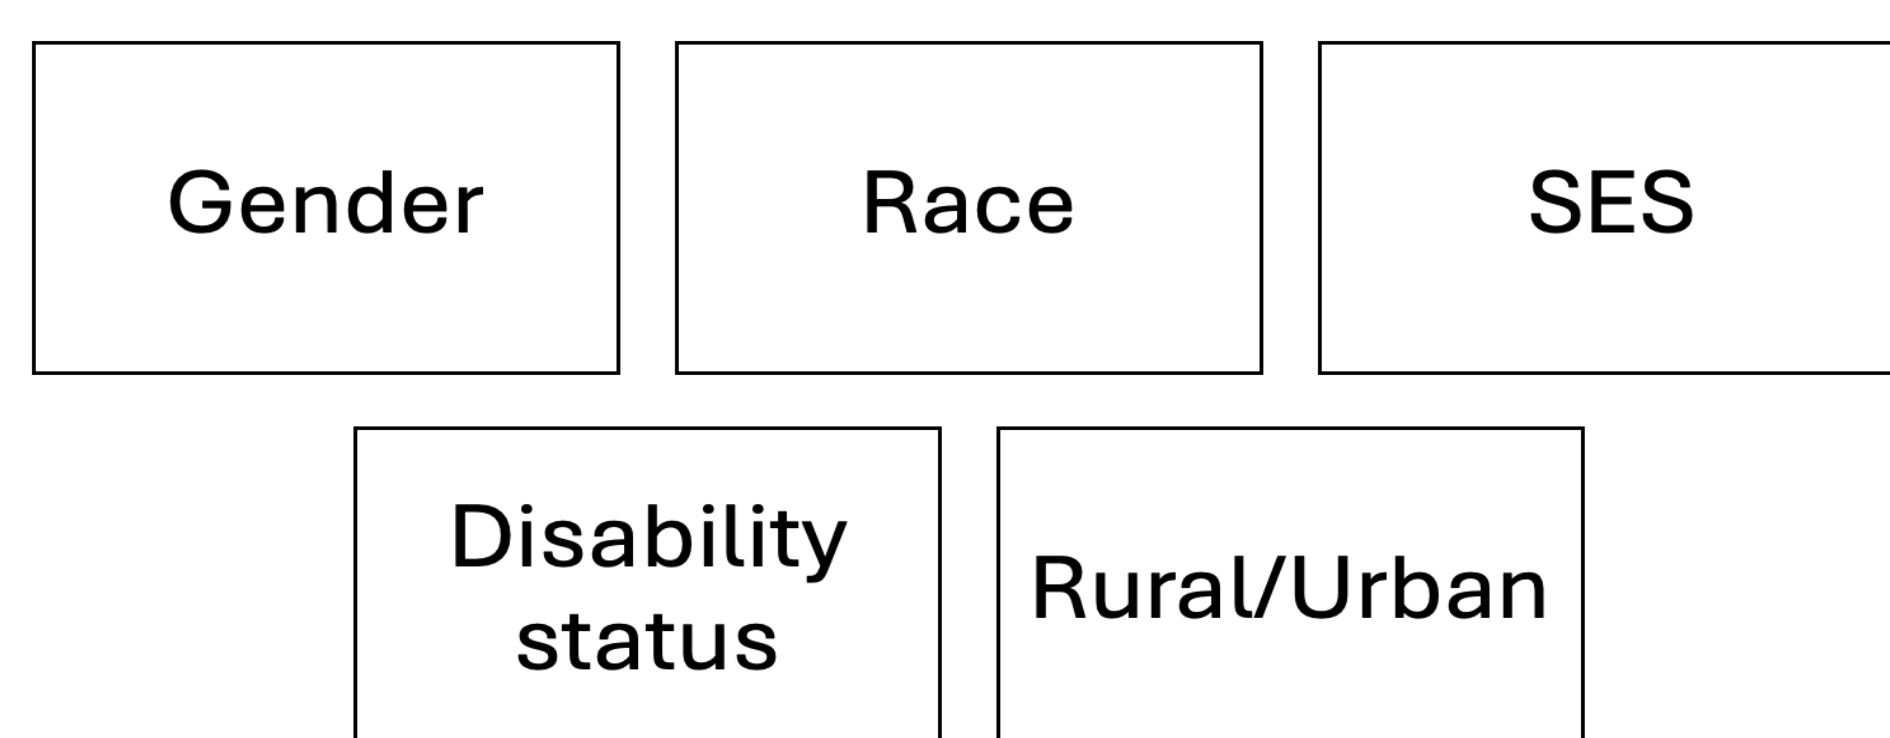 Gender
Race
SES
Disability
status
Rural/Urban